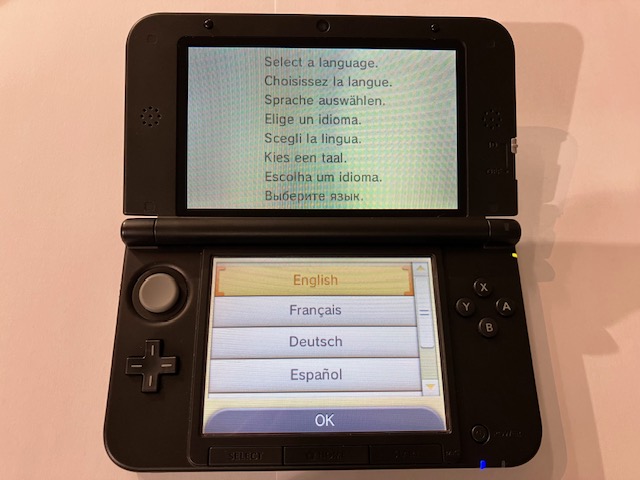 Select a language.
Choisissez la langue.
Sprache auswählen.
Elige un idioma.
Scegli la lingua.
Kies een taal.
Escolha um idioma.
Выберите язык.
English
Français
Deutsch
Español
OK
X
Y
A
B
SELECT